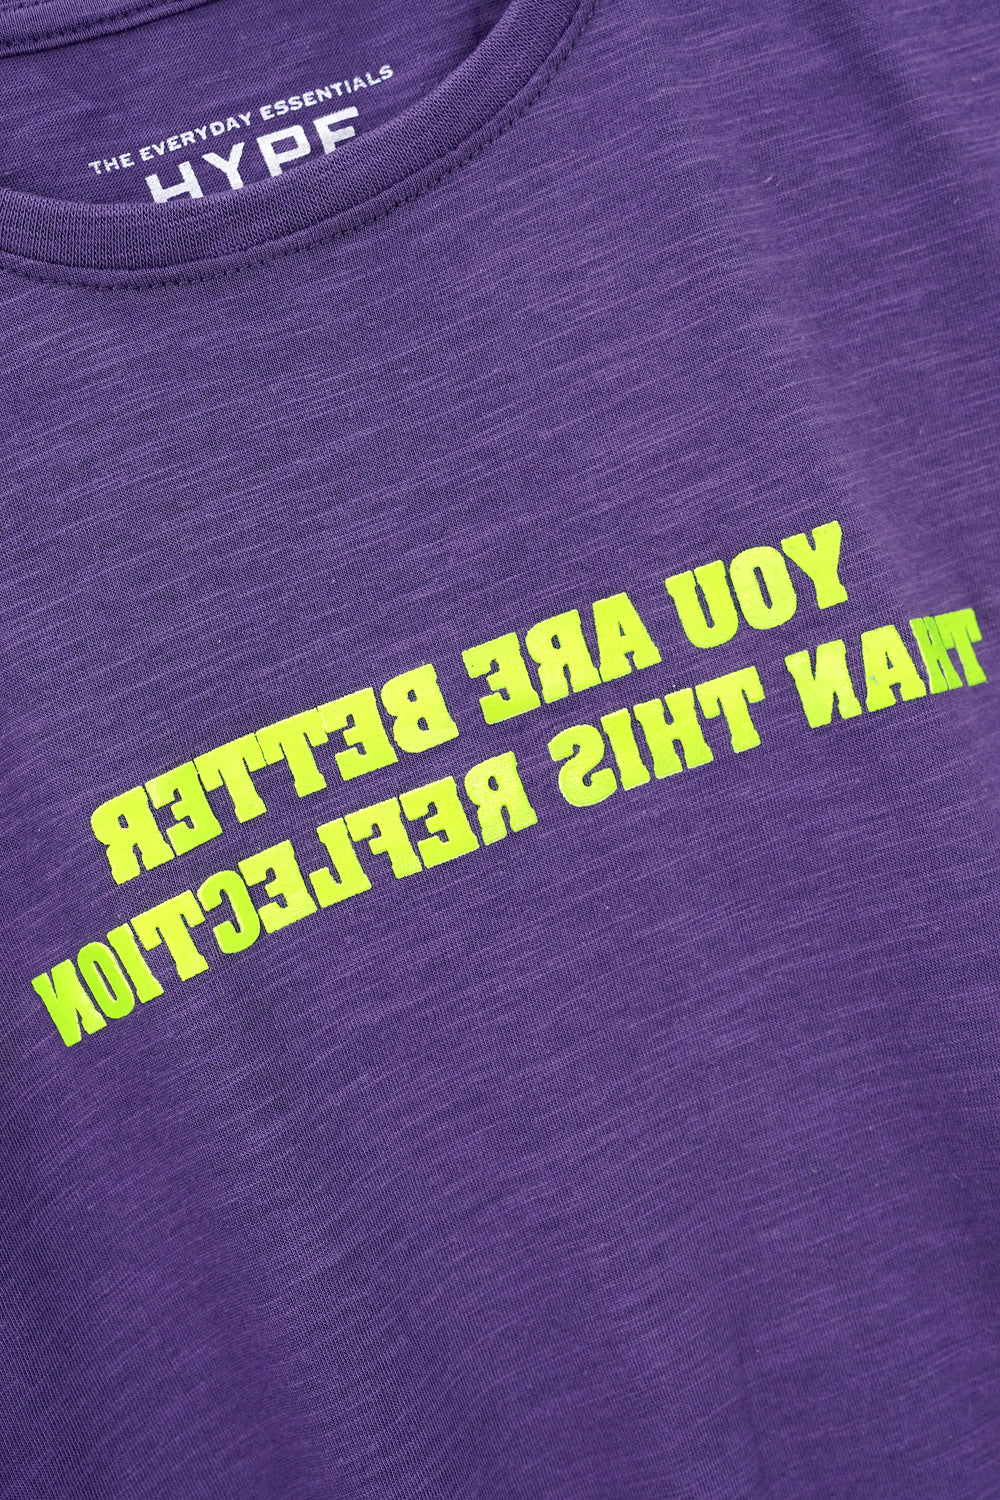 THE EVERYDAY ESSENTIALS
HYPE
YOU ARE BETTER
THAN THIS REFLECTION